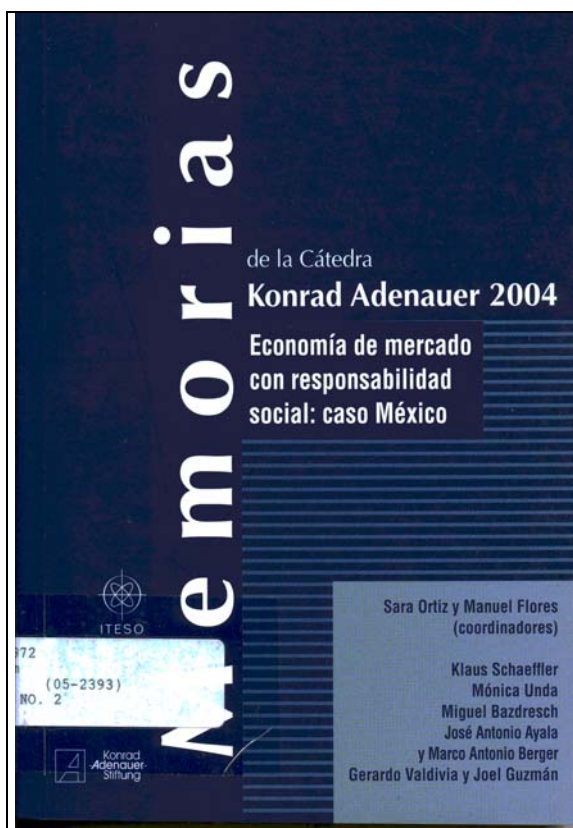 Memorias
de la Cátedra
Konrad Adenauer 2004
Economía de mercado
con responsabilidad
social: caso México
Sara Ortiz y Manuel Flores
(coordinadores)
Klaus Schaeffler
Mónica Unda
Miguel Bazdresch
José Antonio Ayala
y Marco Antonio Berger
Gerardo Valdivia y Joel Guzmán
ITESO
972
(05-2393)
NO. 2
Konrad
Adenauer-
Stiftung